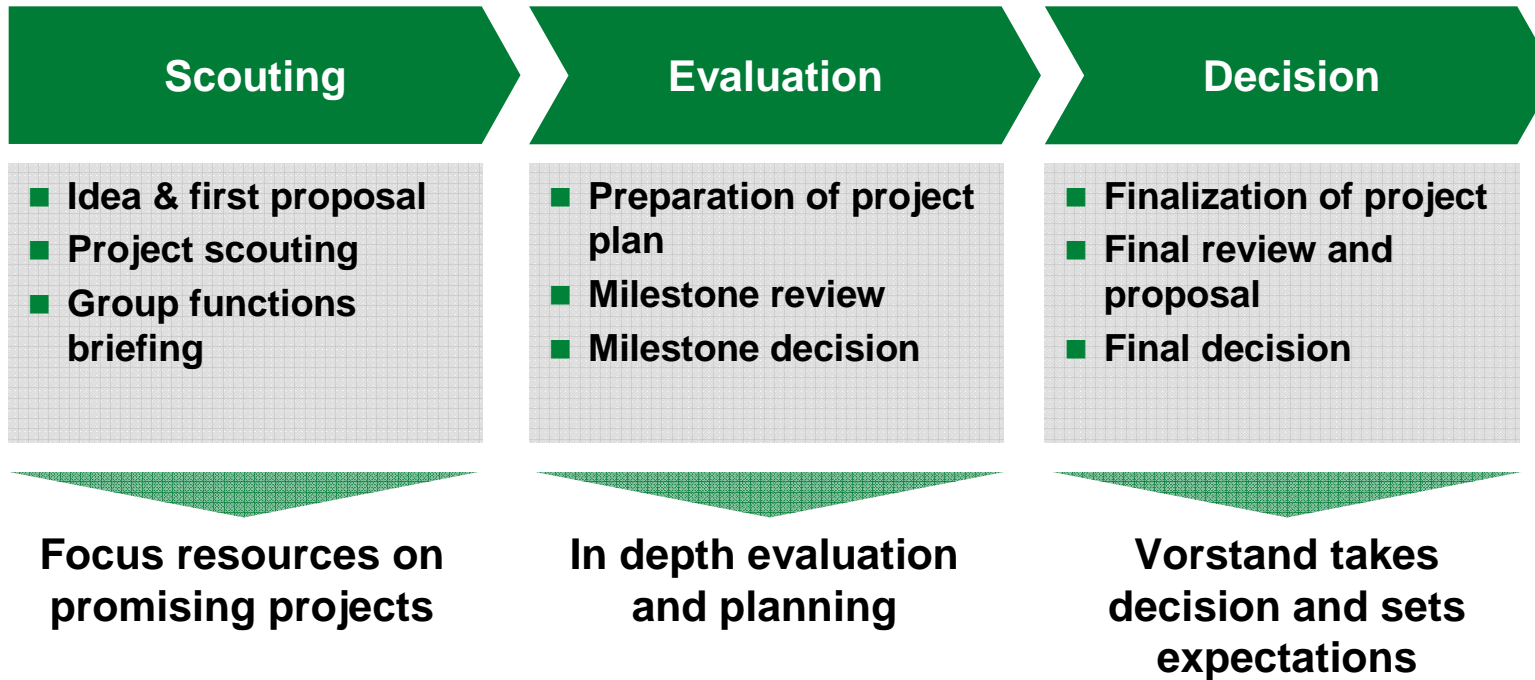 Scouting
Evaluation
Decision
Idea & first proposal
Project scouting
Group functions
briefing
Preparation of project
plan
Milestone review
Milestone decision
Finalization of project
Final review and
proposal
Final decision
Focus resources on
promising projects
In depth evaluation
and planning
Vorstand takes
decision and sets
expectations